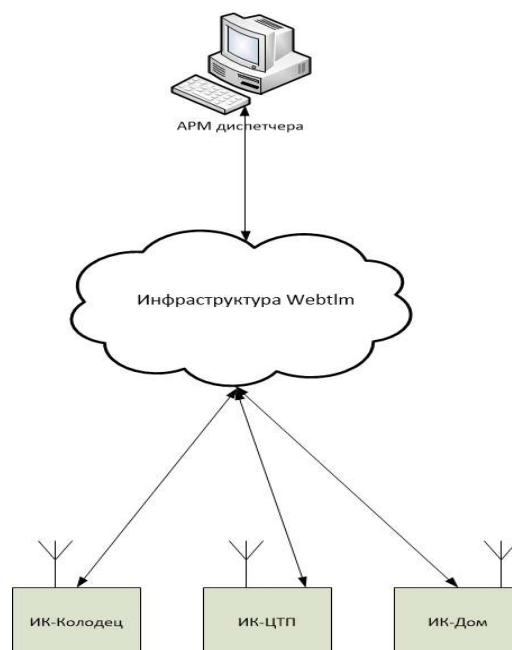 АРМ диспетчера
Инфраструктура Webtlm
ИК-Колодец
ИК-ЦТП
ИК-Дом